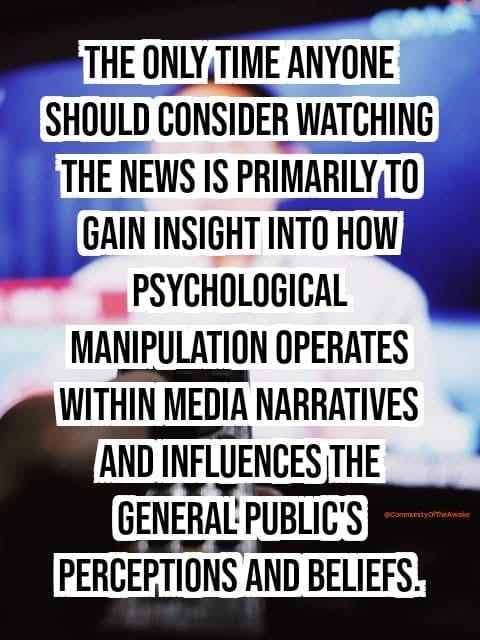 THE ONLY TIME ANYONE
SHOULD CONSIDER WATCHING
THE NEWS IS PRIMARILY TO
GAIN INSIGHT INTO HOW
PSYCHOLOGICAL
MANIPULATION OPERATES
WITHIN MEDIA NARRATIVES
AND INFLUENCES THE
GENERAL PUBLIC'S
@CommunityOfTheAwake
PERCEPTIONS AND BELIEFS.